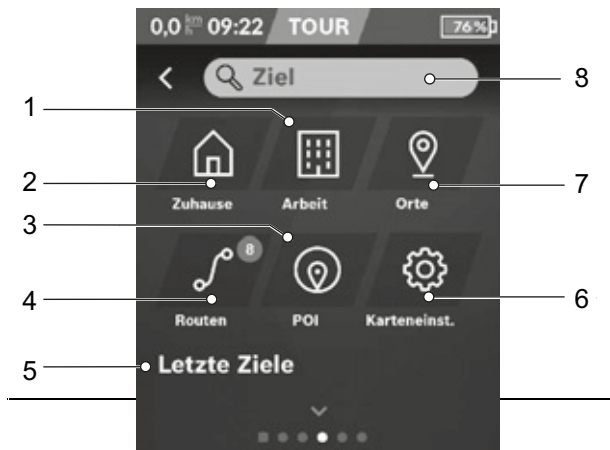 0,0 km/h 09:22 TOUR 76%
Ziel
8
1
2
7
Zuhause Arbeit Orte
3
8
4
6
Routen POI Karteneinst.
5
Letzte Ziele